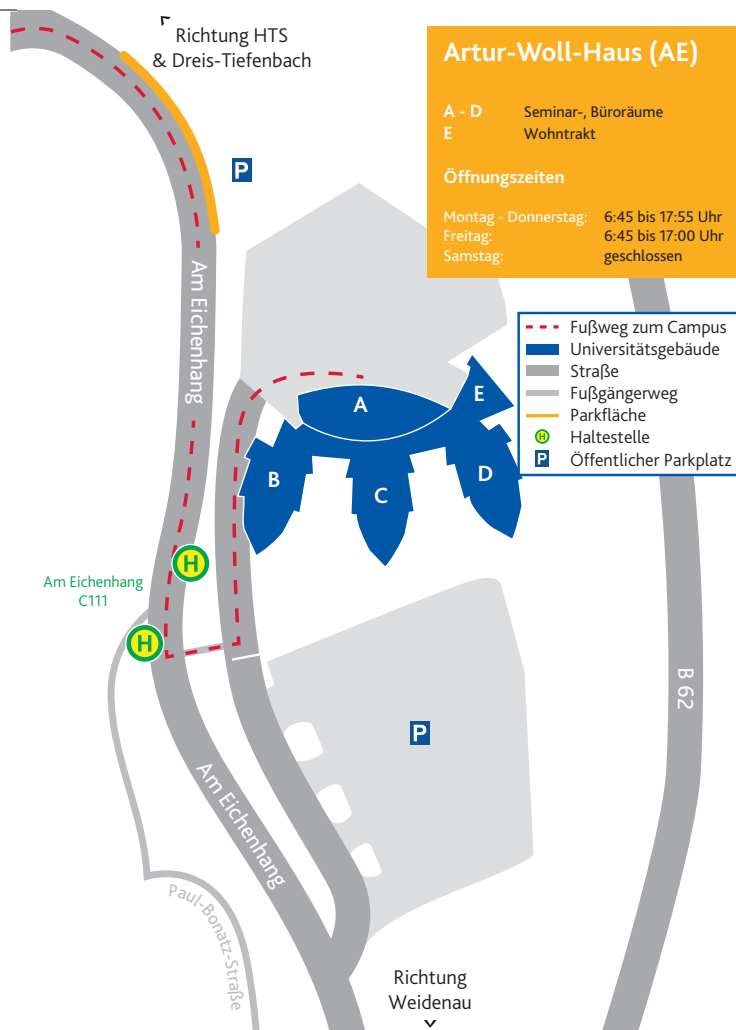 Richtung HTS
& Dreis-Tiefenbach
P
Artur-Woll-Haus (AE)
A - D Seminar-, Büroräume
E Wohntrakt
Öffnungszeiten
Montag - Donnerstag: 6:45 bis 17:55 Uhr
Freitag: 6:45 bis 17:00 Uhr
Samstag: geschlossen
Am Eichenhang
Fußweg zum Campus
Universitätsgebäude
Straße
Fußgängerweg
Parkfläche
H Haltestelle
P Öffentlicher Parkplatz
A
E
B
C
D
H
Am Eichenhang
C111
H
B 62
P
Am Eichenhang
Paul-Bonatz-Straße
Richtung
Weidenau